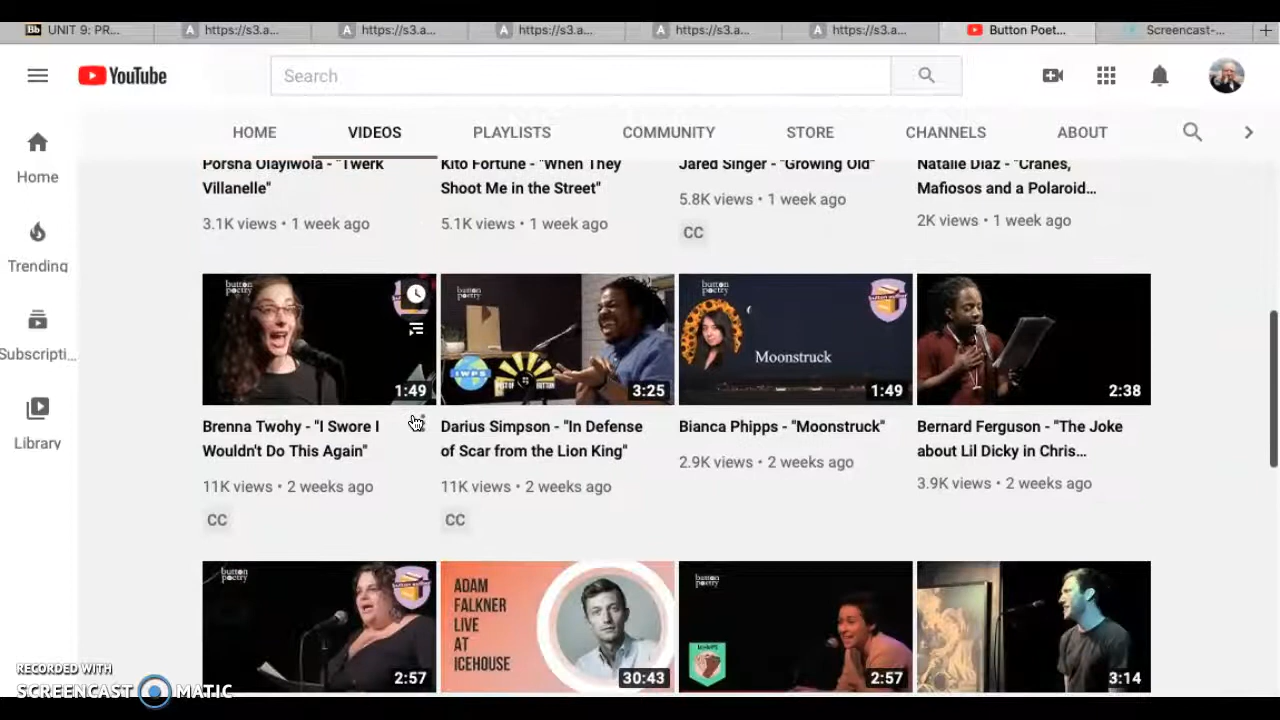 Bb UNIT 9: PR... A https://s3.a... A https://s3.a... A https://s3.a... A https://s3.a... A https://s3.a... Button Poet... Screencast-... +
YouTube Search
HOME VIDEOS PLAYLISTS COMMUNITY STORE CHANNELS ABOUT
Home
Trending
Subscripti...
Library
Porsha Olayiwola - "Twerk
Villanelle"
3.1K views • 1 week ago
Kito Fortune - "When They
Shoot Me in the Street"
5.1K views • 1 week ago
Jared Singer - "Growing Old"
5.8K views • 1 week ago
CC
Natalie Diaz - "Cranes,
Mafiosos and a Polaroid...
2K views • 1 week ago
button
poetry
1:49
Brenna Twohy - "I Swore I
Wouldn't Do This Again"
11K views • 2 weeks ago
CC
button
poetry
IWPS
BEST OF BUTTON
3:25
Darius Simpson - "In Defense
of Scar from the Lion King"
11K views • 2 weeks ago
CC
Moonstruck
1:49
Bianca Phipps - "Moonstruck"
2.9K views • 2 weeks ago
button
poetry
2:38
Bernard Ferguson - "The Joke
about Lil Dicky in Chris...
3.9K views • 2 weeks ago
button
poetry
2:57
ADAM
FALKNER
LIVE
AT
ICEHOUSE
30:43
button
poetry
2:57
3:14
RECORDED WITH
SCREENCAST MATIC